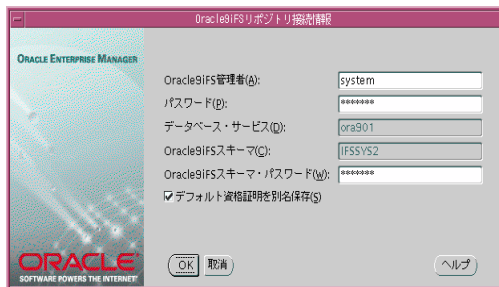 Oracle9iFSリポジトリ接続情報
ORACLE ENTERPRISE MANAGER
Oracle9iFS管理者(A): system
パスワード(P): *******
データベース・サービス(D): ora901
Oracle9iFSスキーマ(C): IFSSYS2
Oracle9iFSスキーマ・パスワード(W): *******
デフォルト資格証明を別名保存(S)
OK 取消 ヘルプ
ORACLE
SOFTWARE POWERS THE INTERNET™